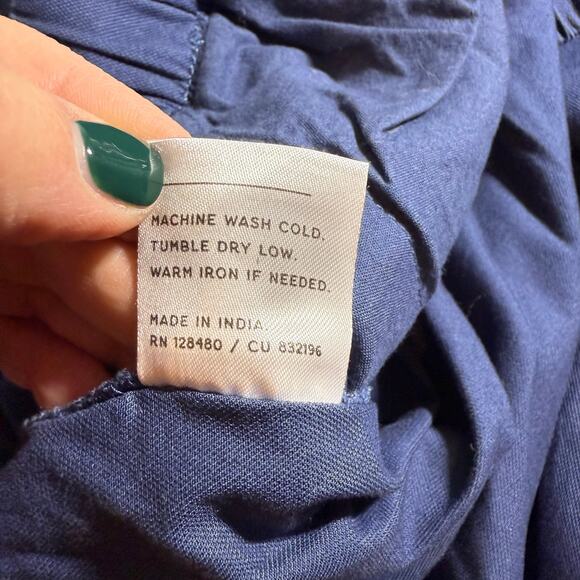 MACHINE WASH COLD.
TUMBLE DRY LOW.
WARM IRON IF NEEDED.
MADE IN INDIA.
RN 128480 / CU 832196